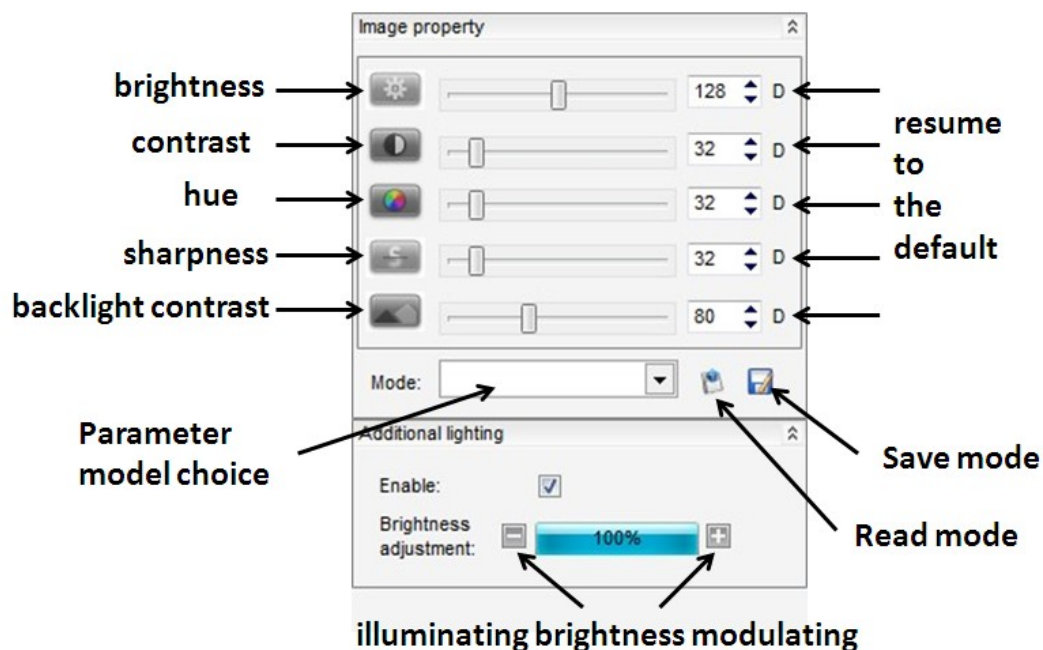 Image property
brightness
128 D
contrast
32 D
hue
32 D
sharpness
S
32 D
backlight contrast
80 D
resume
to
the
default
Mode:
Parameter
model choice
Additional lighting
Save mode
Enable:
Read mode
Brightness
adjustment:
100%
illuminating brightness modulating